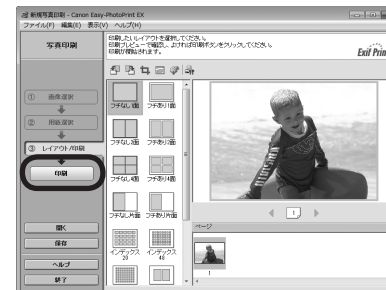 新規写真印刷 - Canon Easy-PhotoPrint EX
ファイル(F) 編集(E) 表示(V) ヘルプ(H)
写真印刷
印刷したいレイアウトを選択してください。
印刷プレビューで確認し、よければ印刷ボタンをクリックしてください。
印刷が開始されます。
Exif Prin
① 画像選択
② 用紙選択
③ レイアウト/印刷
印刷
開く
保存
ヘルプ
終了
フチなし1面 フチあり1面
フチなし2面 フチあり2面
フチなし4面 フチあり4面
フチなし片面 フチあり片面
インデックス 20 インデックス 48
1
ページ
1